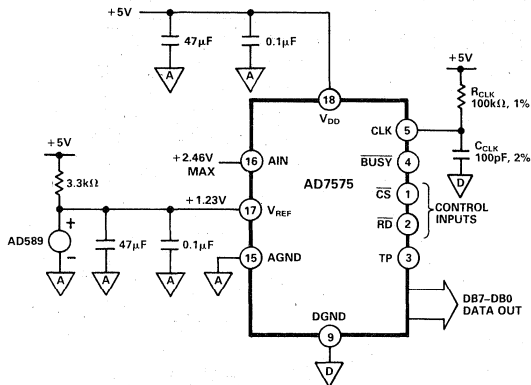 +5V
47μF
0.1μF
A
A
+5V
RCLK
100kΩ, 1%
18
VDD
CLK
5
CCLK
100pF, 2%
D
+5V
3.3kΩ
+2.46V
MAX
16
AIN
BUSY
4
AD7575
CS
1
RD
2
CONTROL
INPUTS
+1.23V
17
VREF
AD589
+
-
47μF
0.1μF
15
AGND
TP
3
A
A
A
A
DB7–DB0
DATA OUT
DGND
9
D